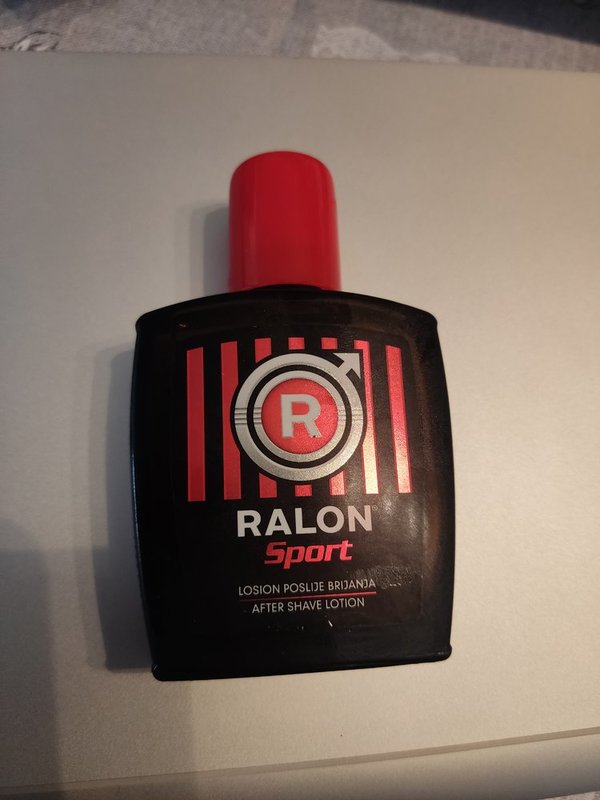 R
RALON
Sport
LOSION POSLIJE BRIJANJA
AFTER SHAVE LOTION